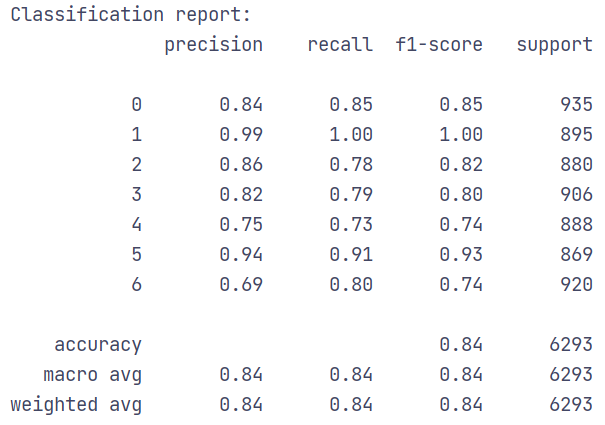 Classification report:
precision recall f1-score support
0 0.84 0.85 0.85 935
1 0.99 1.00 1.00 895
2 0.86 0.78 0.82 880
3 0.82 0.79 0.80 906
4 0.75 0.73 0.74 888
5 0.94 0.91 0.93 869
6 0.69 0.80 0.74 920
accuracy 0.84 6293
macro avg 0.84 0.84 0.84 6293
weighted avg 0.84 0.84 0.84 6293